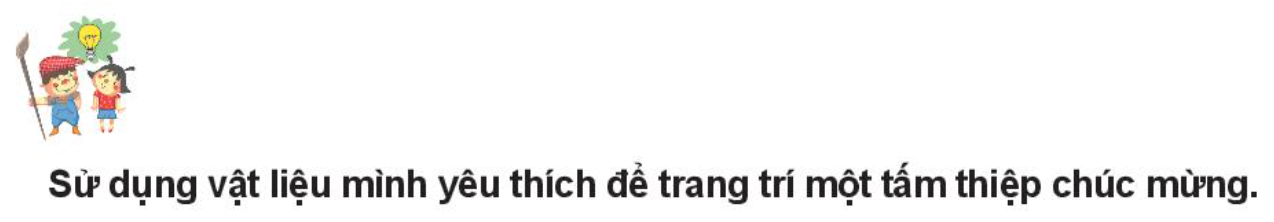 Sử dụng vật liệu mình yêu thích để trang trí một tấm thiệp chúc mừng.